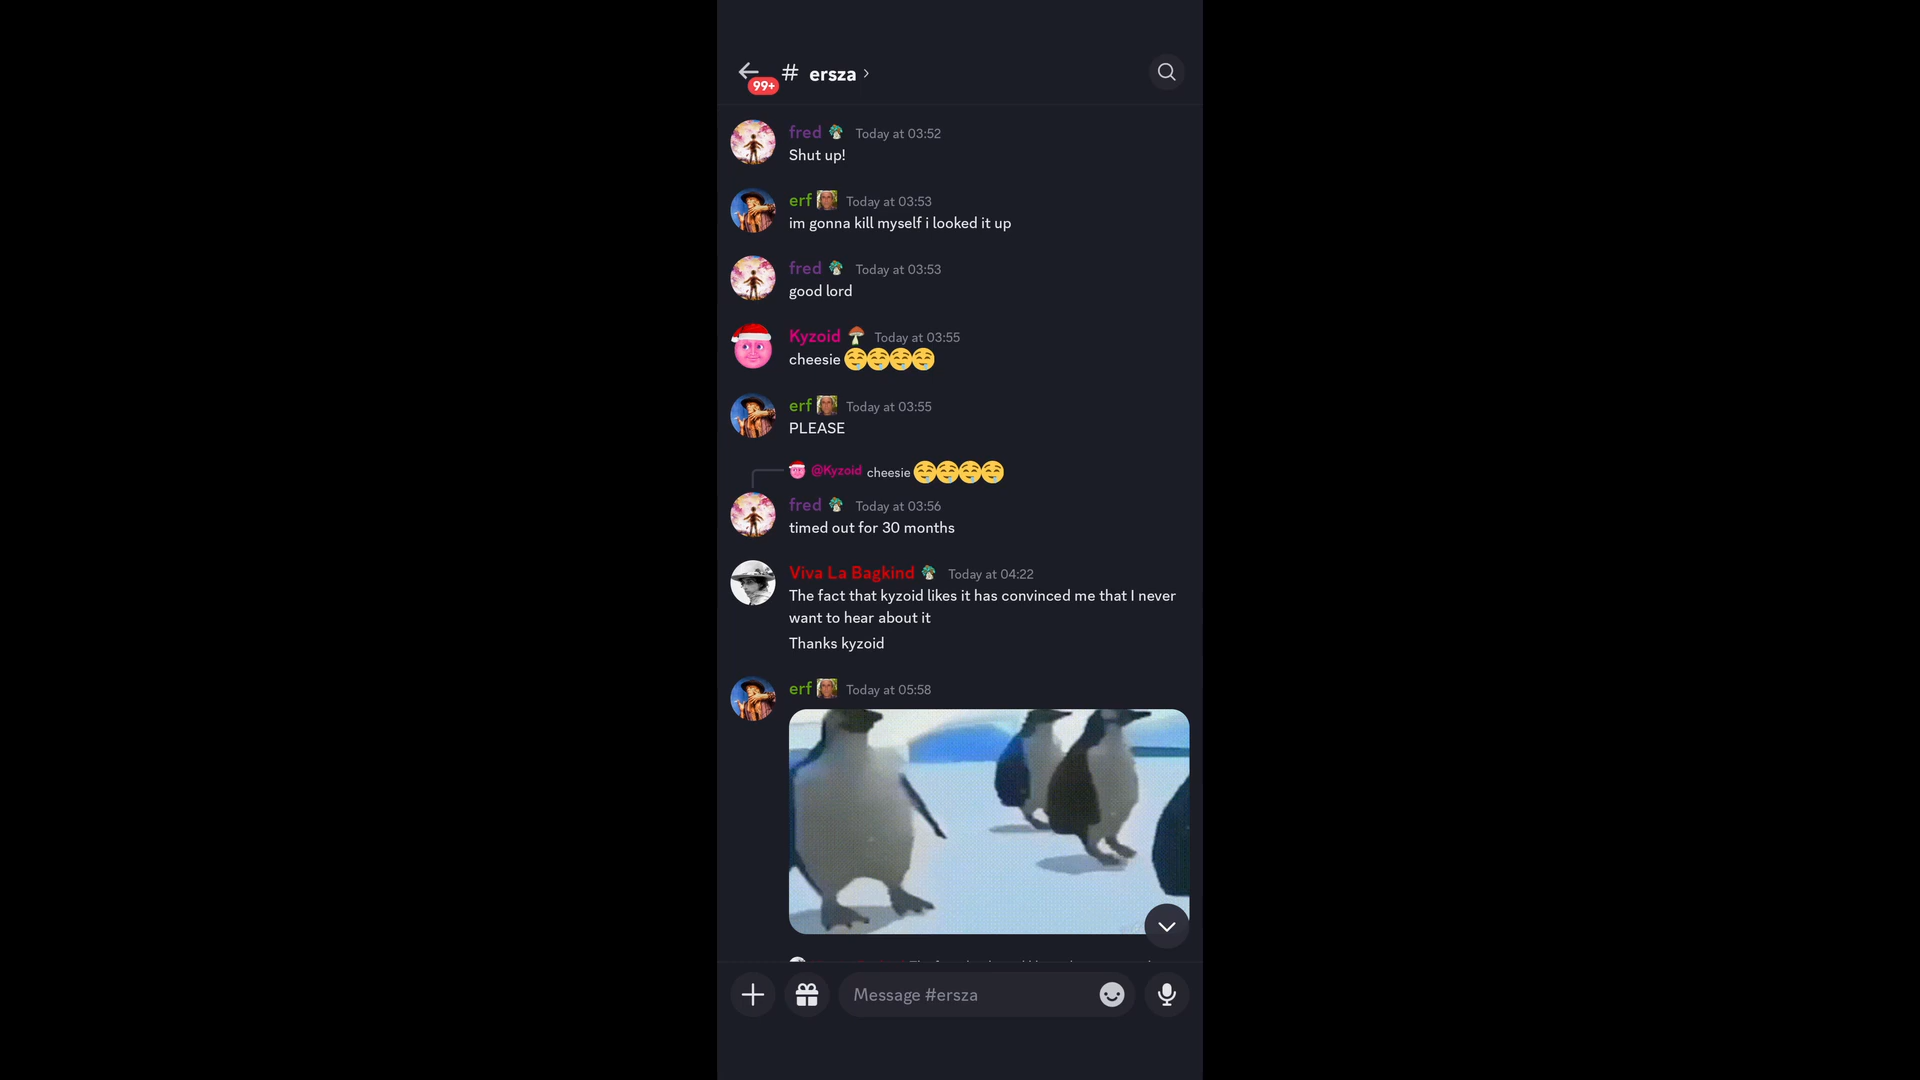 99+
# ersza
fred Today at 03:52
Shut up!
erf Today at 03:53
im gonna kill myself i looked it up
fred Today at 03:53
good lord
Kyzoid Today at 03:55
cheesie 🤤🤤🤤🤤
erf Today at 03:55
PLEASE
@Kyzoid cheesie 🤤🤤🤤🤤
fred Today at 03:56
timed out for 30 months
Viva La Bagkind Today at 04:22
The fact that kyzoid likes it has convinced me that I never
want to hear about it
Thanks kyzoid
erf Today at 05:58
Message #ersza